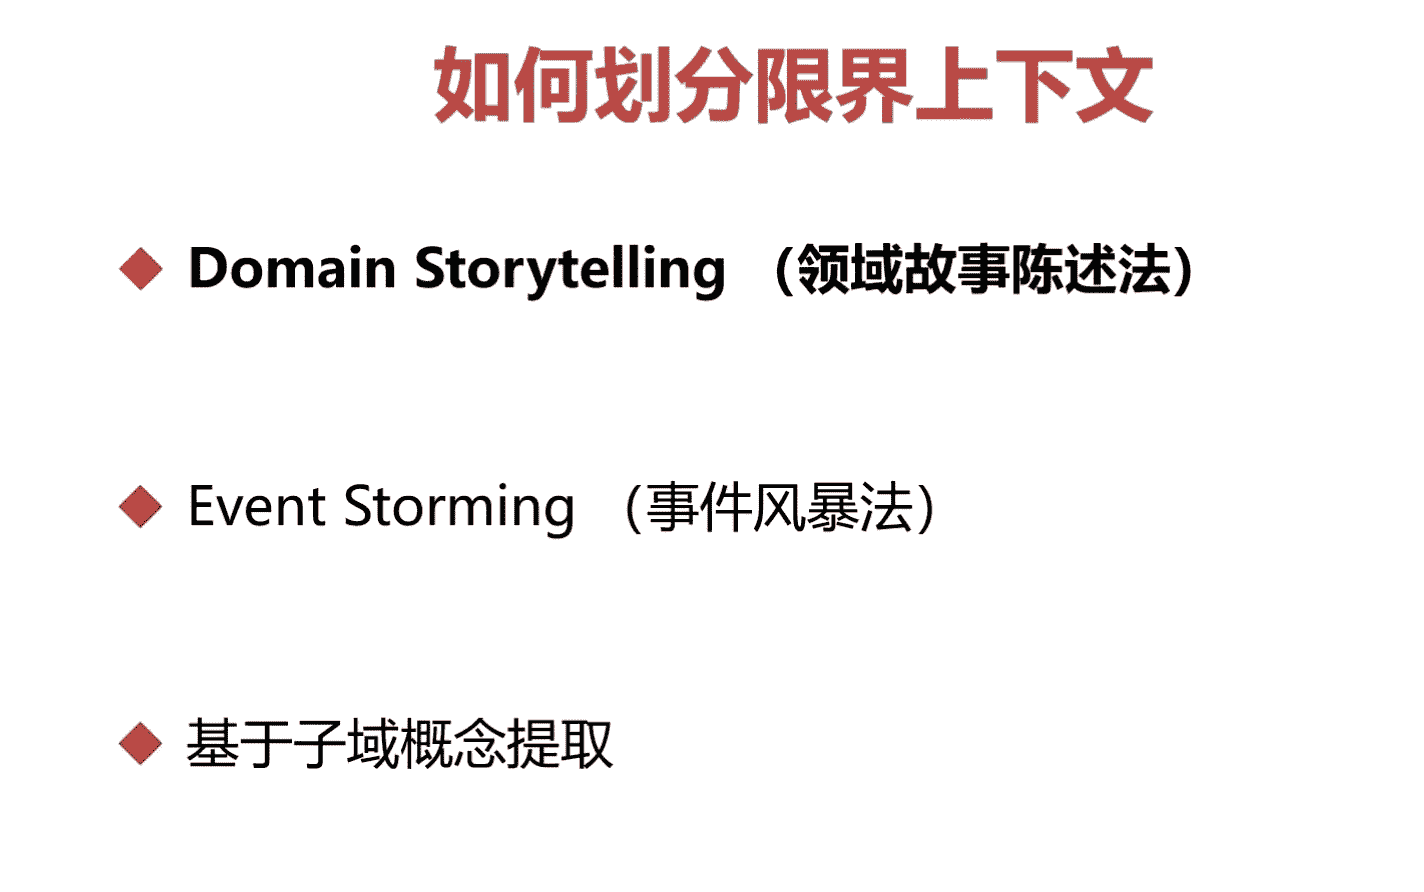 如何划分限界上下文
Domain Storytelling （领域故事陈述法）
Event Storming （事件风暴法）
基于子域概念提取